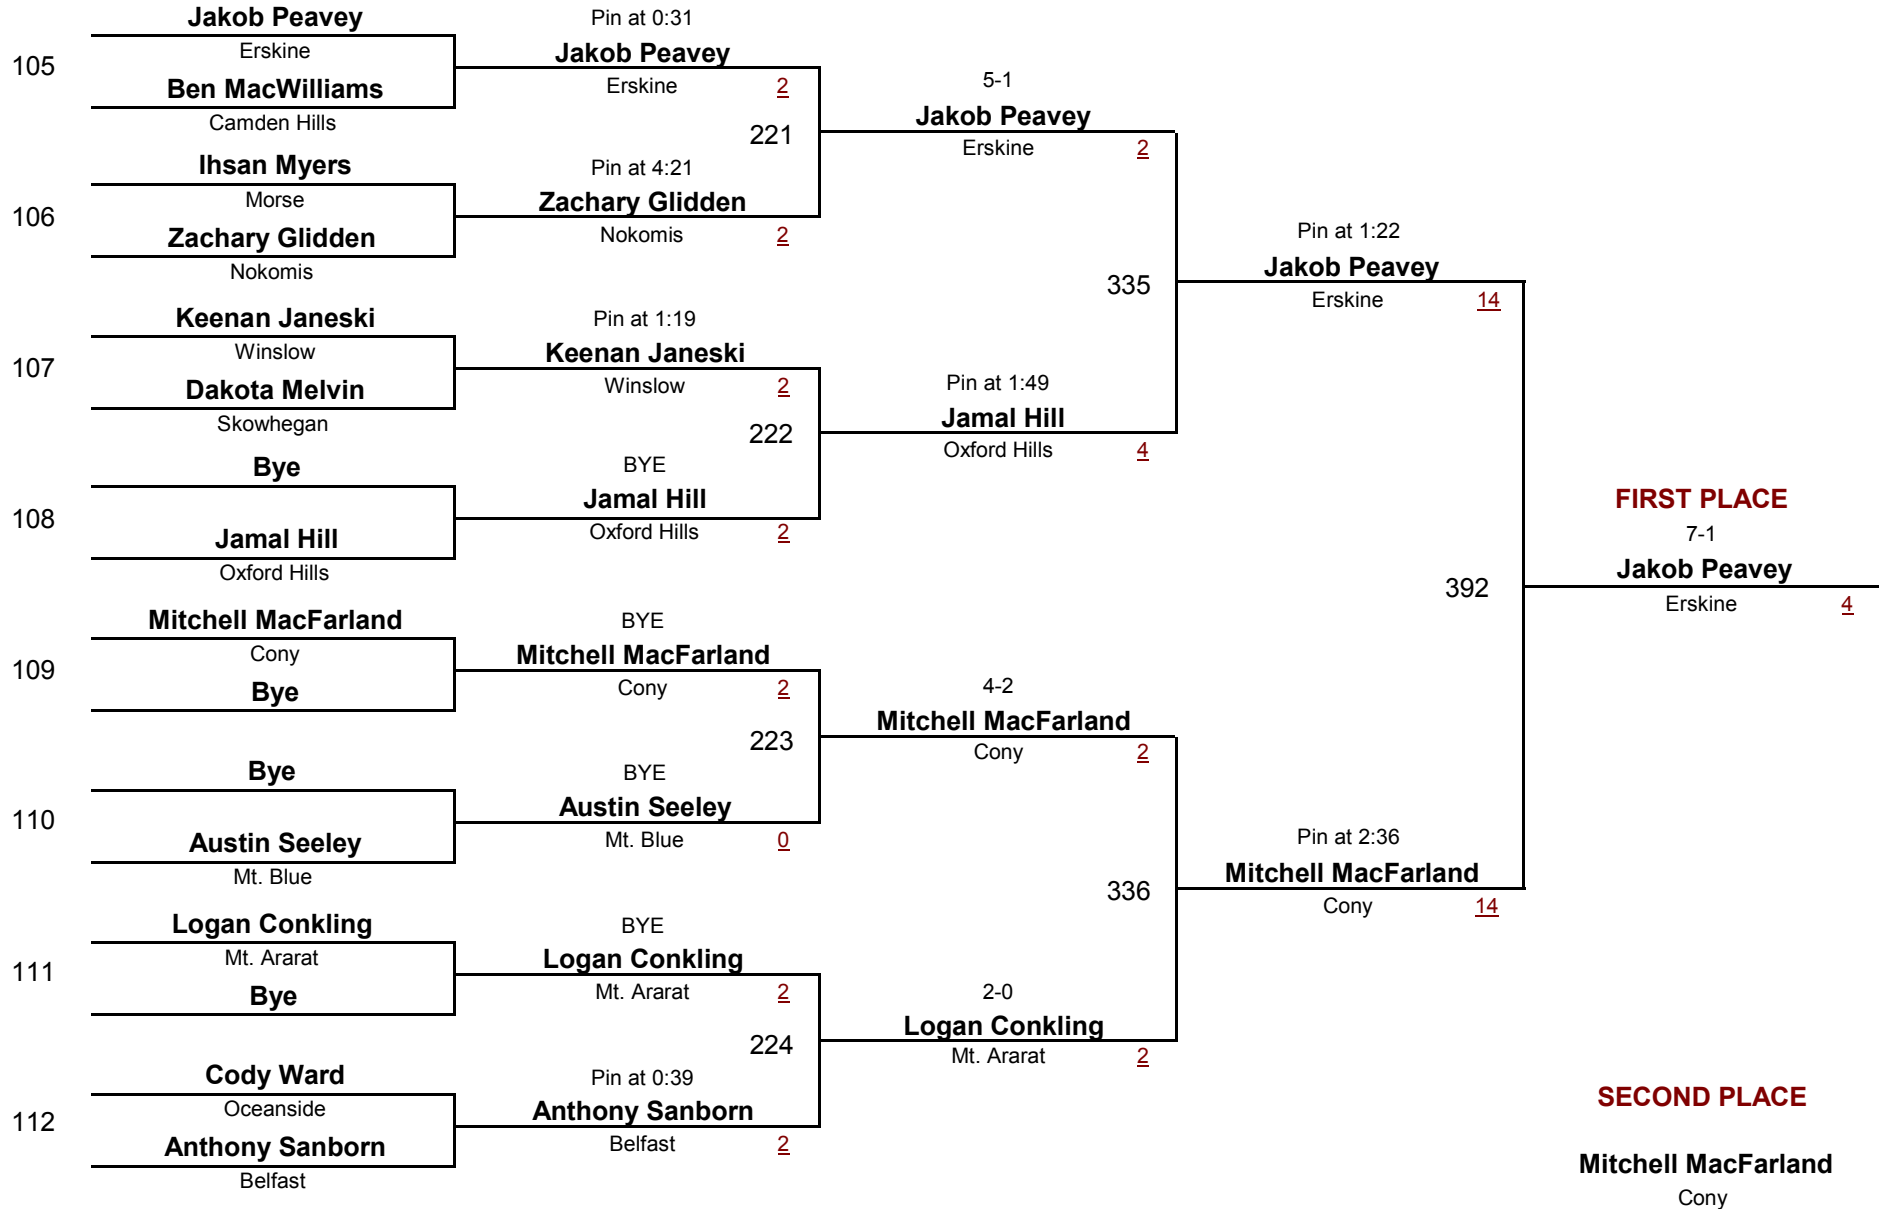 Jakob Peavey
Erskine
105
Ben MacWilliams
Camden Hills
Ihsan Myers
Morse
106
Zachary Glidden
Nokomis
Keenan Janeski
Winslow
107
Dakota Melvin
Skowhegan
Bye
108
Jamal Hill
Oxford Hills
Mitchell MacFarland
Cony
109
Bye
Bye
110
Austin Seeley
Mt. Blue
Logan Conkling
Mt. Ararat
111
Bye
Cody Ward
Oceanside
112
Anthony Sanborn
Belfast
Pin at 0:31
Jakob Peavey
Erskine 2
221
Pin at 4:21
Zachary Glidden
Nokomis 2
Pin at 1:19
Keenan Janeski
Winslow 2
222
BYE
Jamal Hill
Oxford Hills 2
BYE
Mitchell MacFarland
Cony 2
223
BYE
Austin Seeley
Mt. Blue 0
BYE
Logan Conkling
Mt. Ararat 2
224
Pin at 0:39
Anthony Sanborn
Belfast 2
5-1
Jakob Peavey
Erskine 2
335
Pin at 1:49
Jamal Hill
Oxford Hills 4
4-2
Mitchell MacFarland
Cony 2
336
2-0
Logan Conkling
Mt. Ararat 2
Pin at 1:22
Jakob Peavey
Erskine 14
392
Pin at 2:36
Mitchell MacFarland
Cony 14
FIRST PLACE
7-1
Jakob Peavey
Erskine 4
SECOND PLACE
Mitchell MacFarland
Cony